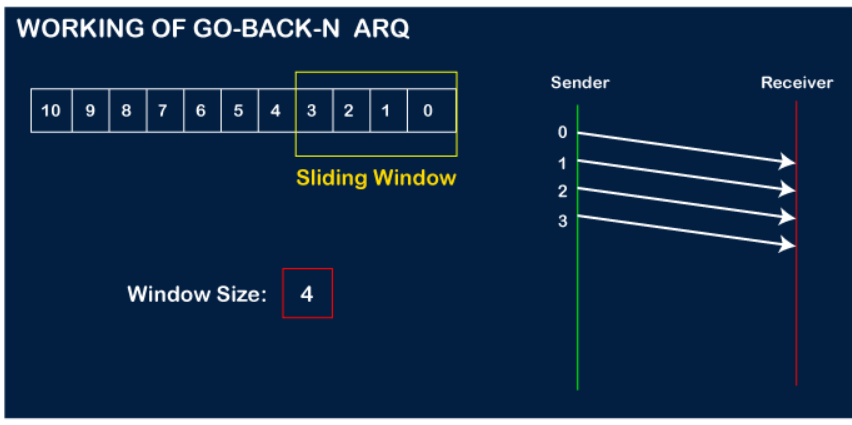 WORKING OF GO-BACK-N ARQ
10 9 8 7 6 5 4 3 2 1 0
Sliding Window
Window Size: 4
Sender Receiver
0
1
2
3